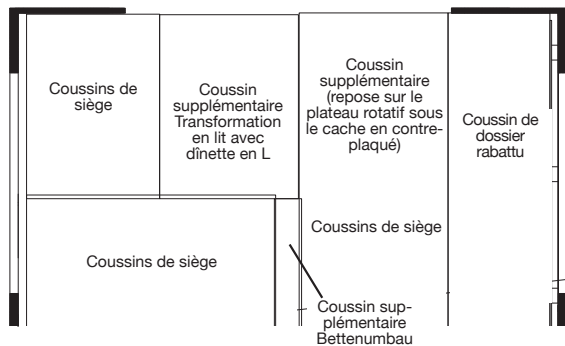 Coussins de
siège
Coussin
supplémentaire
Transformation
en lit avec
dînette en L
Coussin
supplémentaire
(repose sur le
plateau rotatif sous
le cache en contre-
plaqué)
Coussin de
dossier
rabattu
Coussins de siège
Coussins de siège
Coussin sup-
plémentaire
Bettenumbau